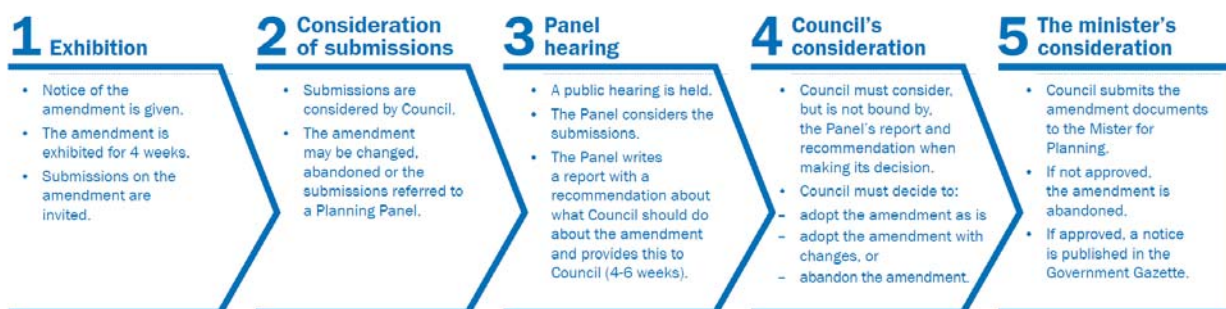 1 Exhibition
• Notice of the
amendment is given.
• The amendment is
exhibited for 4 weeks.
• Submissions on the
amendment are
invited.
2 Consideration
of submissions
• Submissions are
considered by Council.
• The amendment
may be changed,
abandoned or the
submissions referred to
a Planning Panel.
3 Panel
hearing
• A public hearing is held.
• The Panel considers the
submissions.
• The Panel writes
a report with a
recommendation about
what Council should do
about the amendment
and provides this to
Council (4-6 weeks).
4 Council's
consideration
• Council must consider,
but is not bound by,
the Panel's report and
recommendation when
making its decision.
• Council must decide to:
– adopt the amendment as is
– adopt the amendment with
changes, or
– abandon the amendment.
5 The minister's
consideration
• Council submits the
amendment documents
to the Mister for
Planning.
• If not approved,
the amendment is
abandoned.
• If approved, a notice
is published in the
Government Gazette.